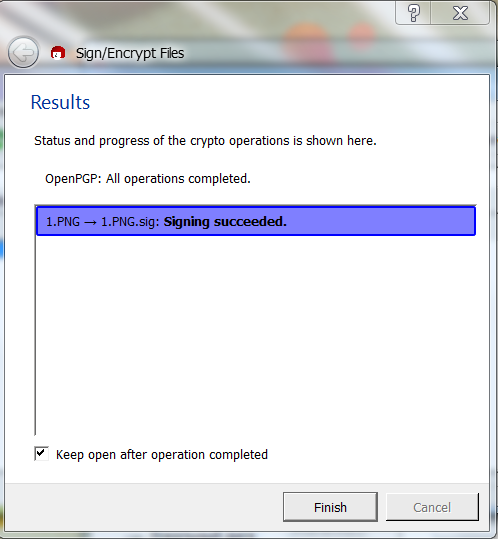 Sign/Encrypt Files
Results
Status and progress of the crypto operations is shown here.
OpenPGP: All operations completed.
1.PNG → 1.PNG.sig: Signing succeeded.
Keep open after operation completed
Finish
Cancel